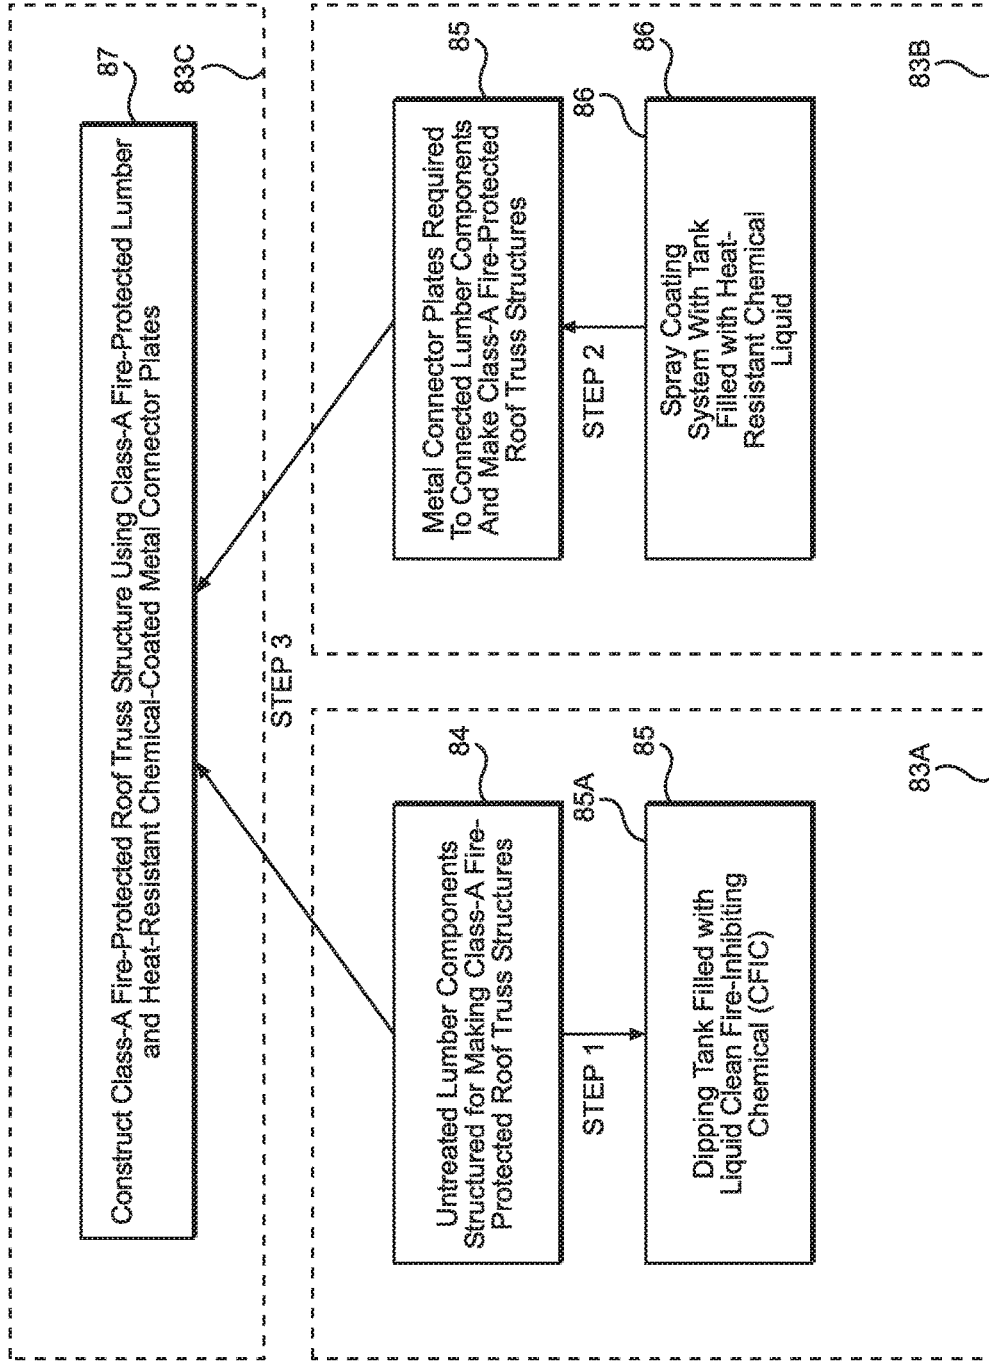 87
83C
Construct Class-A Fire-Protected Roof Truss Structure Using Class-A Fire-Protected Lumber
and Heat-Resistant Chemical-Coated Metal Connector Plates
STEP 3
84
Untreated Lumber Components
Structured for Making Class-A Fire-
Protected Roof Truss Structures
STEP 1
85A
85
Dipping Tank Filled with
Liquid Clean Fire-Inhibiting
Chemical (CFIC)
83A
85
Metal Connector Plates Required
To Connected Lumber Components
And Make Class-A Fire-Protected
Roof Truss Structures
STEP 2
86
86
Spray Coating
System With Tank
Filled with Heat-
Resistant Chemical
Liquid
83B